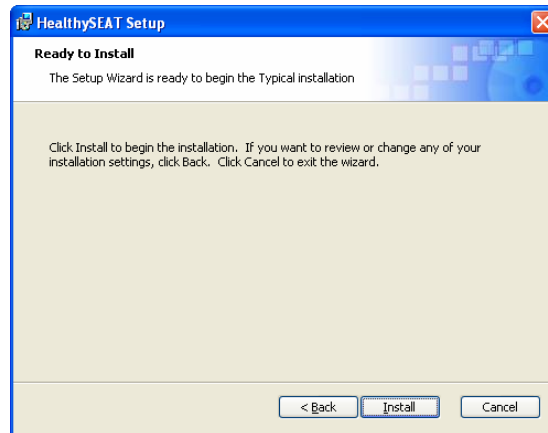 HealthySEAT Setup
Ready to Install
The Setup Wizard is ready to begin the Typical installation
Click Install to begin the installation.  If you want to review or change any of your
installation settings, click Back.  Click Cancel to exit the wizard.
< Back Install Cancel